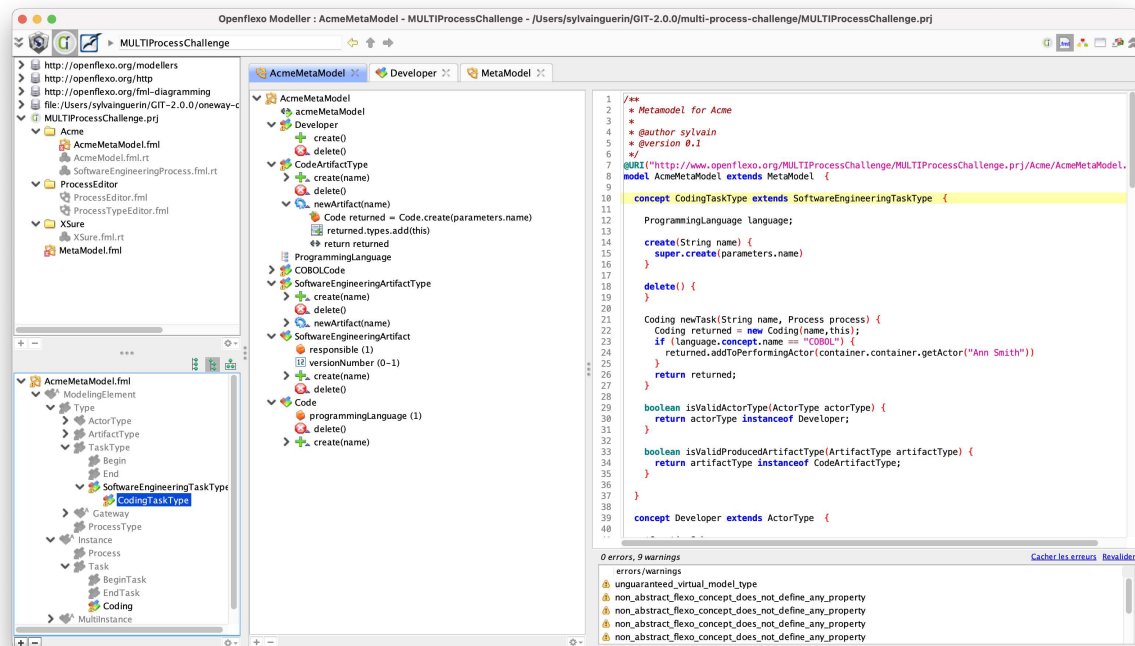 Openflexo Modeller : AcmeMetaModel - MULTIProcessChallenge - /Users/sylvainguerin/GIT-2.0.0/multi-process-challenge/MULTIProcessChallenge.prj
MULTIProcessChallenge
http://openflexo.org/modellers
http://openflexo.org/http
http://openflexo.org/fml-diagramming
file:/Users/sylvainguerin/GIT-2.0.0/oneway-c
MULTIProcessChallenge.prj
Acme
AcmeMetaModel.fml
AcmeModel.fml.rt
SoftwareEngineeringProcess.fml.rt
ProcessEditor
ProcessEditor.fml
ProcessTypeEditor.fml
XSure
XSure.fml.rt
MetaModel.fml
AcmeMetaModel.fml
ModelingElement
Type
ActorType
ArtifactType
TaskType
Begin
End
SoftwareEngineeringTaskType
CodingTaskType
Gateway
ProcessType
Instance
Process
Task
BeginTask
EndTask
Coding
MultiInstance
AcmeMetaModel
Developer
MetaModel
AcmeMetaModel
acmeMetaModel
Developer
create()
delete()
CodeArtifactType
create(name)
delete()
newArtifact(name)
Code returned = Code.create(parameters.name)
returned.types.add(this)
return returned
ProgrammingLanguage
COBOLCode
SoftwareEngineeringArtifactType
create(name)
delete()
newArtifact(name)
SoftwareEngineeringArtifact
responsible (1)
versionNumber (0-1)
create(name)
delete()
Code
programmingLanguage (1)
delete()
create(name)
1 /**
2 * Metamodel for Acme
3 *
4 * @author sylvain
5 * @version 0.1
6 */
7 @URI("http://www.openflexo.org/MULTIProcessChallenge/MULTIProcessChallenge.prj/Acme/AcmeMetaModel.
8 model AcmeMetaModel extends MetaModel {
9
10 concept CodingTaskType extends SoftwareEngineeringTaskType {
11
12 ProgrammingLanguage language;
13
14 create(String name) {
15 super.create(parameters.name)
16 }
17
18 delete() {
19 }
20
21 Coding newTask(String name, Process process) {
22 Coding returned = new Coding(name,this);
23 if (language.concept.name == "COBOL") {
24 returned.addToPerformingActor(container.container.getActor("Ann Smith"))
25 }
26 return returned;
27 }
28
29 boolean isValidActorType(ActorType actorType) {
30 return actorType instanceof Developer;
31 }
32
33 boolean isValidProducedArtifactType(ArtifactType artifactType) {
34 return artifactType instanceof CodeArtifactType;
35 }
36
37 }
38
39 concept Developer extends ActorType {
40
0 errors, 9 warnings
Cacher les erreurs Revalider
errors/warnings
unguaranteed_virtual_model_type
non_abstract_flexo_concept_does_not_define_any_property
non_abstract_flexo_concept_does_not_define_any_property
non_abstract_flexo_concept_does_not_define_any_property
non_abstract_flexo_concept_does_not_define_any_property